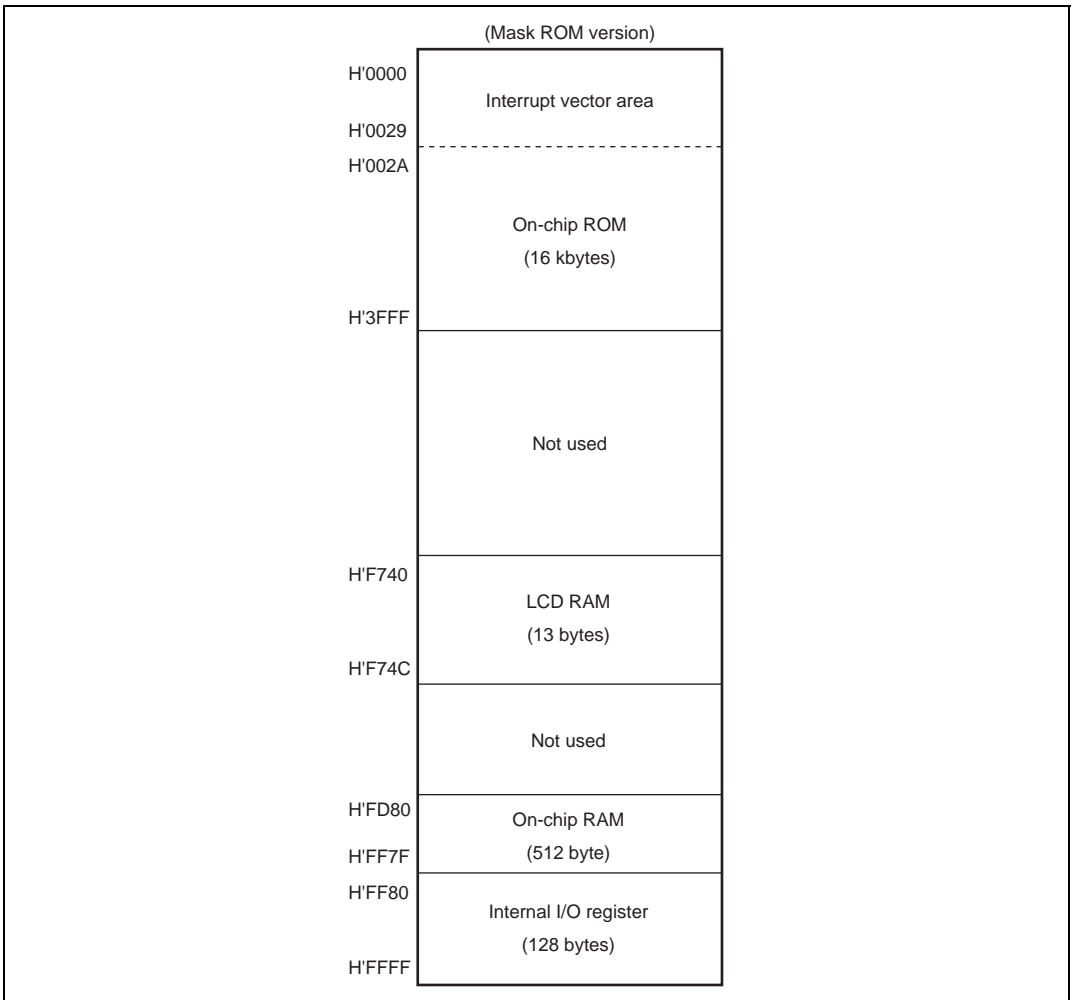 (Mask ROM version)
H'0000
Interrupt vector area
H'0029
H'002A
On-chip ROM
(16 kbytes)
H'3FFF
Not used
H'F740
LCD RAM
(13 bytes)
H'F74C
Not used
H'FD80
On-chip RAM
(512 byte)
H'FF7F
H'FF80
Internal I/O register
(128 bytes)
H'FFFF